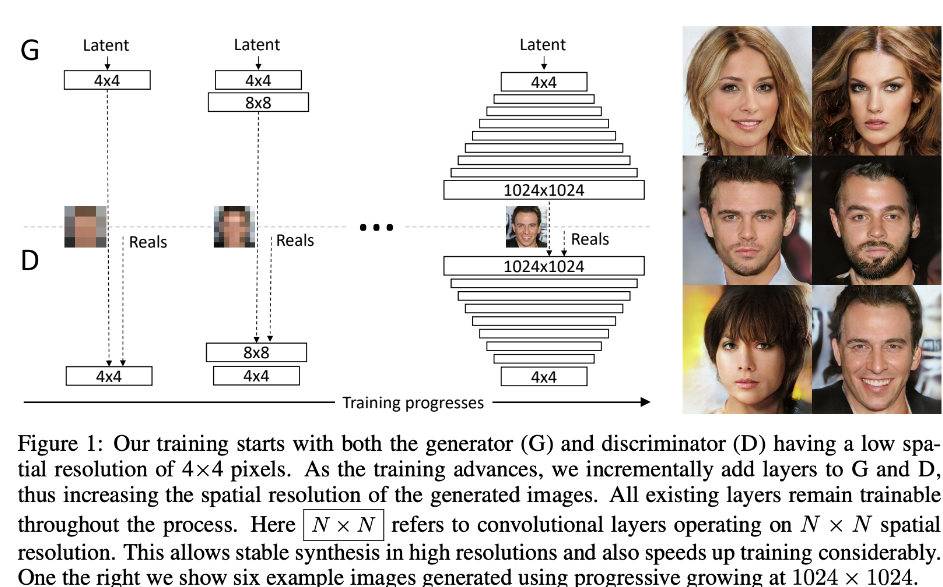 G
Latent
Latent
Latent
4x4
4x4
4x4
8x8
1024x1024
Reals
Reals
Reals
D
1024x1024
8x8
4x4
4x4
4x4
Training progresses
Figure 1: Our training starts with both the generator (G) and discriminator (D) having a low spa-
tial resolution of 4×4 pixels. As the training advances, we incrementally add layers to G and D,
thus increasing the spatial resolution of the generated images. All existing layers remain trainable
throughout the process. Here N × N refers to convolutional layers operating on N × N spatial
resolution. This allows stable synthesis in high resolutions and also speeds up training considerably.
One the right we show six example images generated using progressive growing at 1024 × 1024.